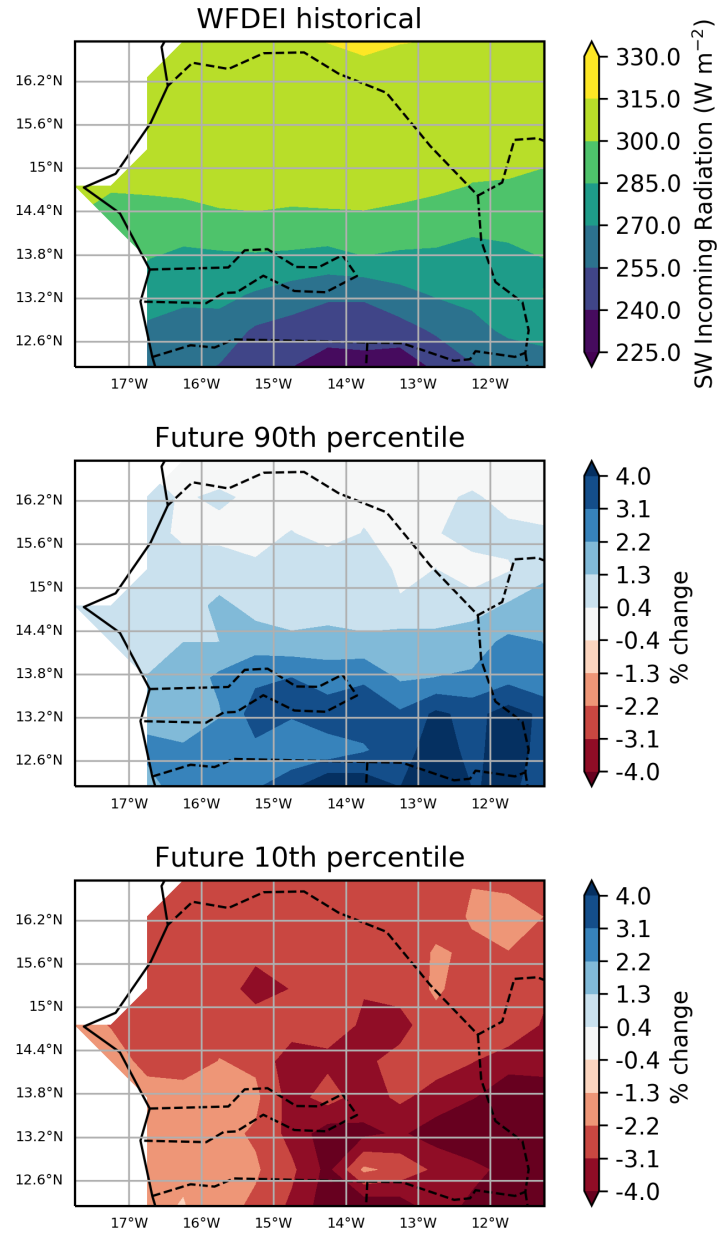 WFDEI historical
16.2°N
15.6°N
15°N
14.4°N
13.8°N
13.2°N
12.6°N
17°W 16°W 15°W 14°W 13°W 12°W
330.0
315.0
300.0
285.0
270.0
255.0
240.0
225.0
SW Incoming Radiation (W m⁻²)
Future 90th percentile
16.2°N
15.6°N
15°N
14.4°N
13.8°N
13.2°N
12.6°N
17°W 16°W 15°W 14°W 13°W 12°W
4.0
3.1
2.2
1.3
0.4
-0.4
-1.3
-2.2
-3.1
-4.0
% change
Future 10th percentile
16.2°N
15.6°N
15°N
14.4°N
13.8°N
13.2°N
12.6°N
17°W 16°W 15°W 14°W 13°W 12°W
4.0
3.1
2.2
1.3
0.4
-0.4
-1.3
-2.2
-3.1
-4.0
% change